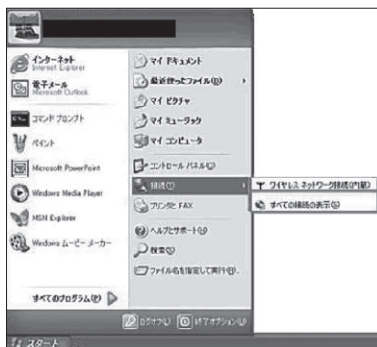 インターネット
Internet Explorer
電子メール
Microsoft Outlook
コマンド プロンプト
ペイント
Microsoft PowerPoint
Windows Media Player
MSN Explorer
Windows ムービー メーカー
すべてのプログラム(P)
マイ ドキュメント
最近使ったファイル(D)
マイ ピクチャ
マイ ミュージック
マイ コンピュータ
コントロール パネル(C)
接続(T)
プリンタと FAX
ヘルプとサポート(H)
検索(S)
ファイル名を指定して実行(R)...
ワイヤレス ネットワーク接続
すべての接続の表示(S)
ログオフ(L)
終了オプション(U)
スタート